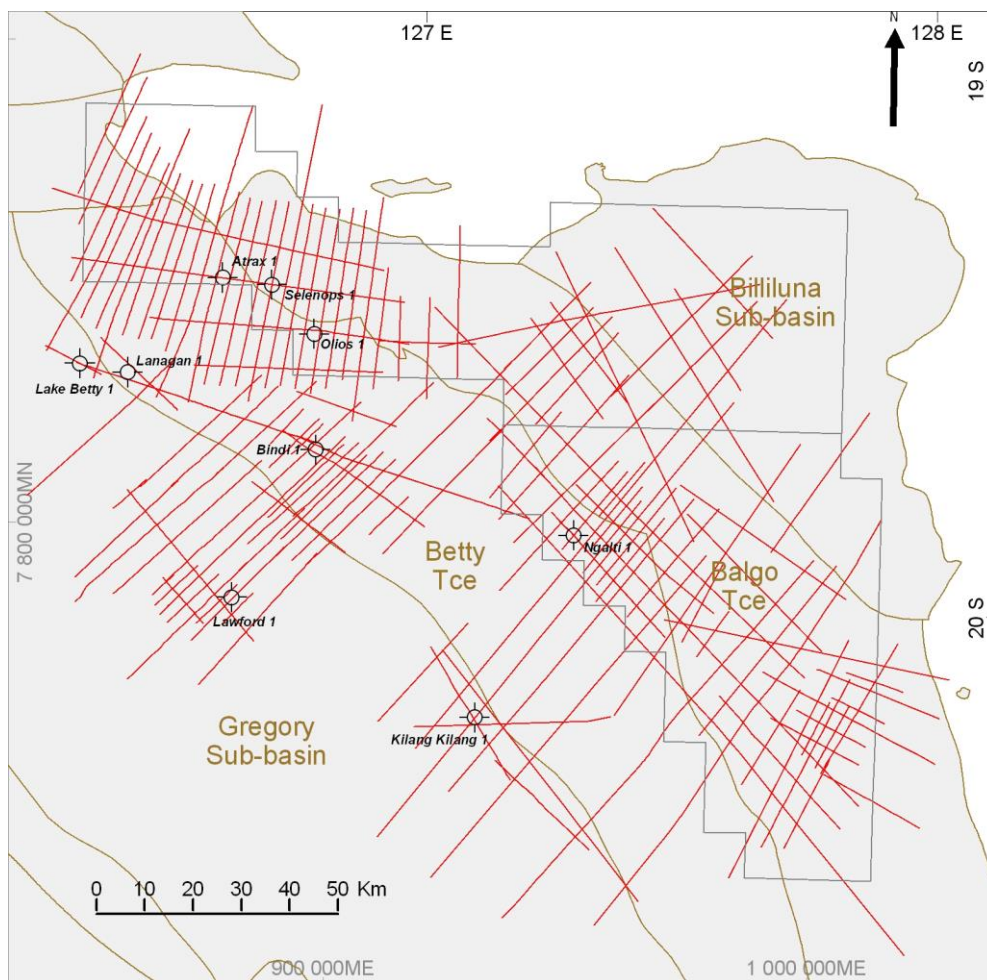 127 E
128 E
N
19 S
Atrax 1
Selenops 1
Billiluna
Sub-basin
Olios 1
Lanagan 1
Lake Betty 1
Bindi 1
7 800 000MN
Ngalti 1
Betty
Tce
Balgo
Tce
20 S
Lawford 1
Gregory
Sub-basin
Kilang Kilang 1
0 10 20 30 40 50 Km
900 000ME
1 000 000ME